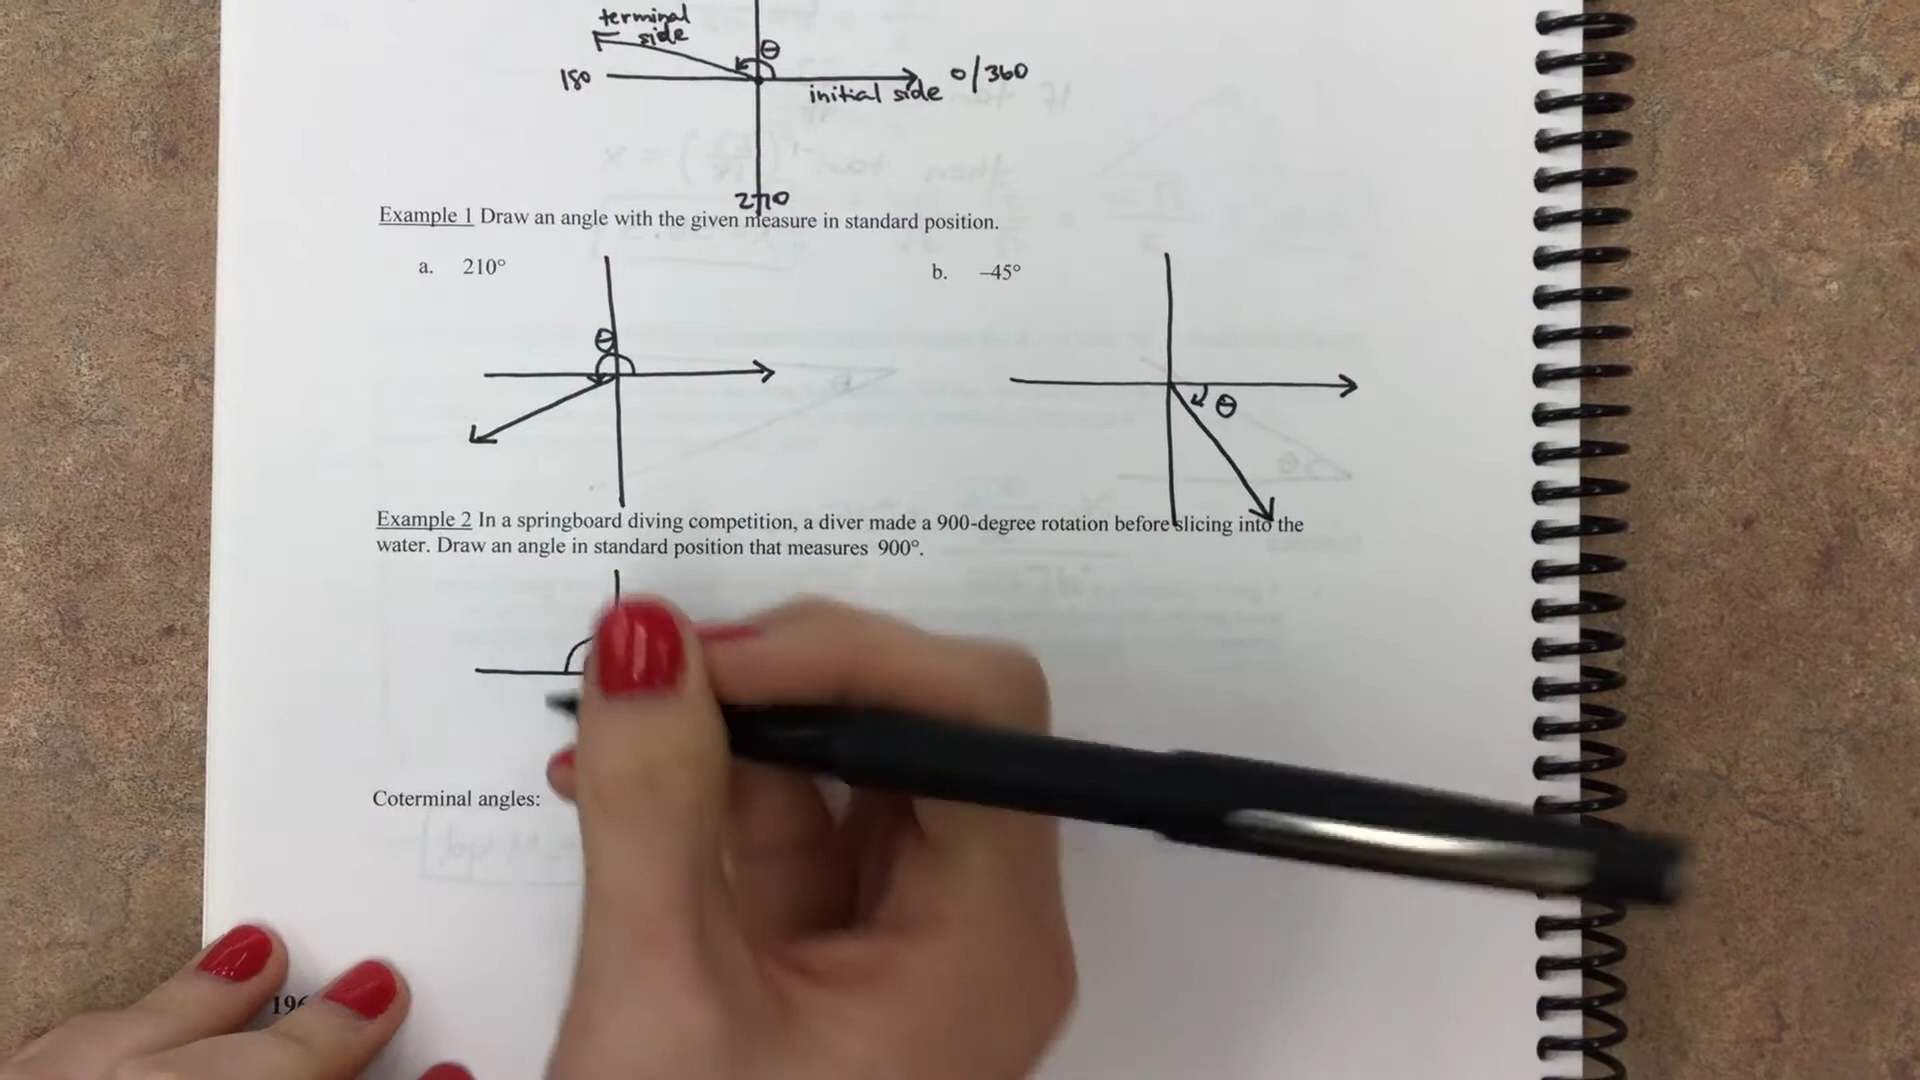 terminal
side
θ
180
0/360
initial side
270
Example 1 Draw an angle with the given measure in standard position.
a. 210°
b. –45°
θ
θ
Example 2 In a springboard diving competition, a diver made a 900-degree rotation before slicing into the
water. Draw an angle in standard position that measures 900°.
Coterminal angles: